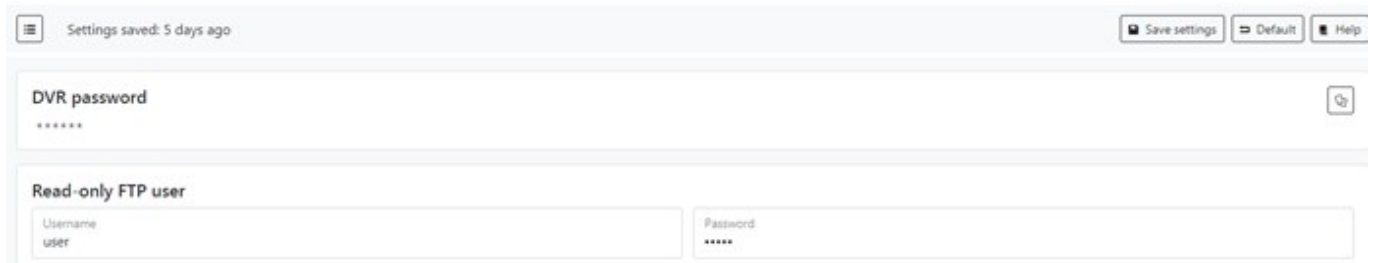 Settings saved: 5 days ago Save settings Default Help
DVR password
••••••
Read-only FTP user
Username Password
user •••••